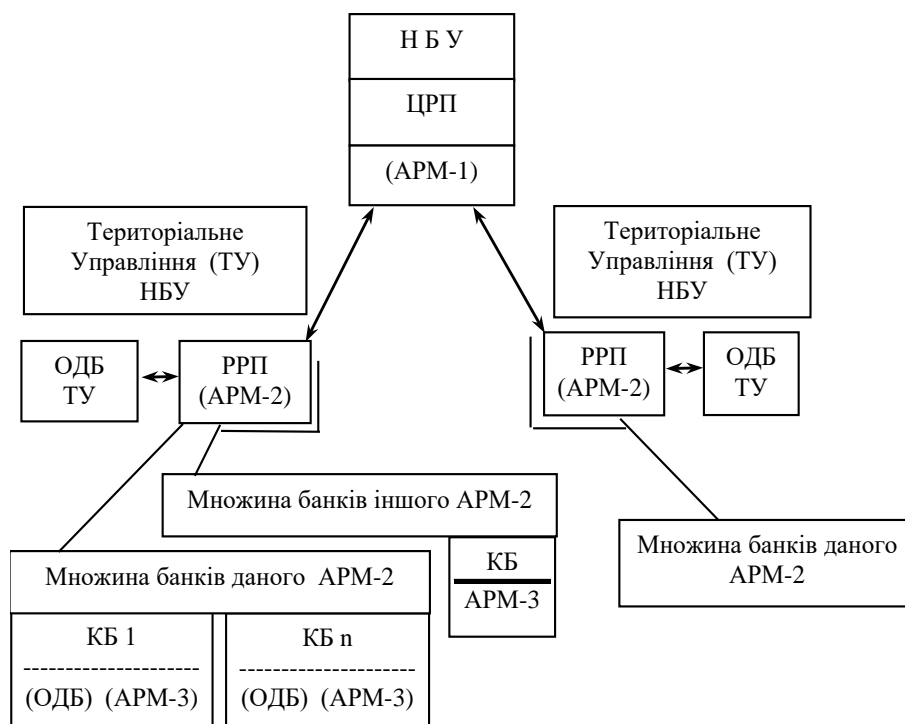 Н Б У
ЦРП
(АРМ-1)
Територіальне
Управління (ТУ)
НБУ
Територіальне
Управління (ТУ)
НБУ
ОДБ
ТУ
РРП
(АРМ-2)
РРП
(АРМ-2)
ОДБ
ТУ
Множина банків іншого АРМ-2
Множина банків даного АРМ-2
КБ
АРМ-3
Множина банків даного
АРМ-2
КБ 1
(ОДБ) (АРМ-3)
КБ n
(ОДБ) (АРМ-3)